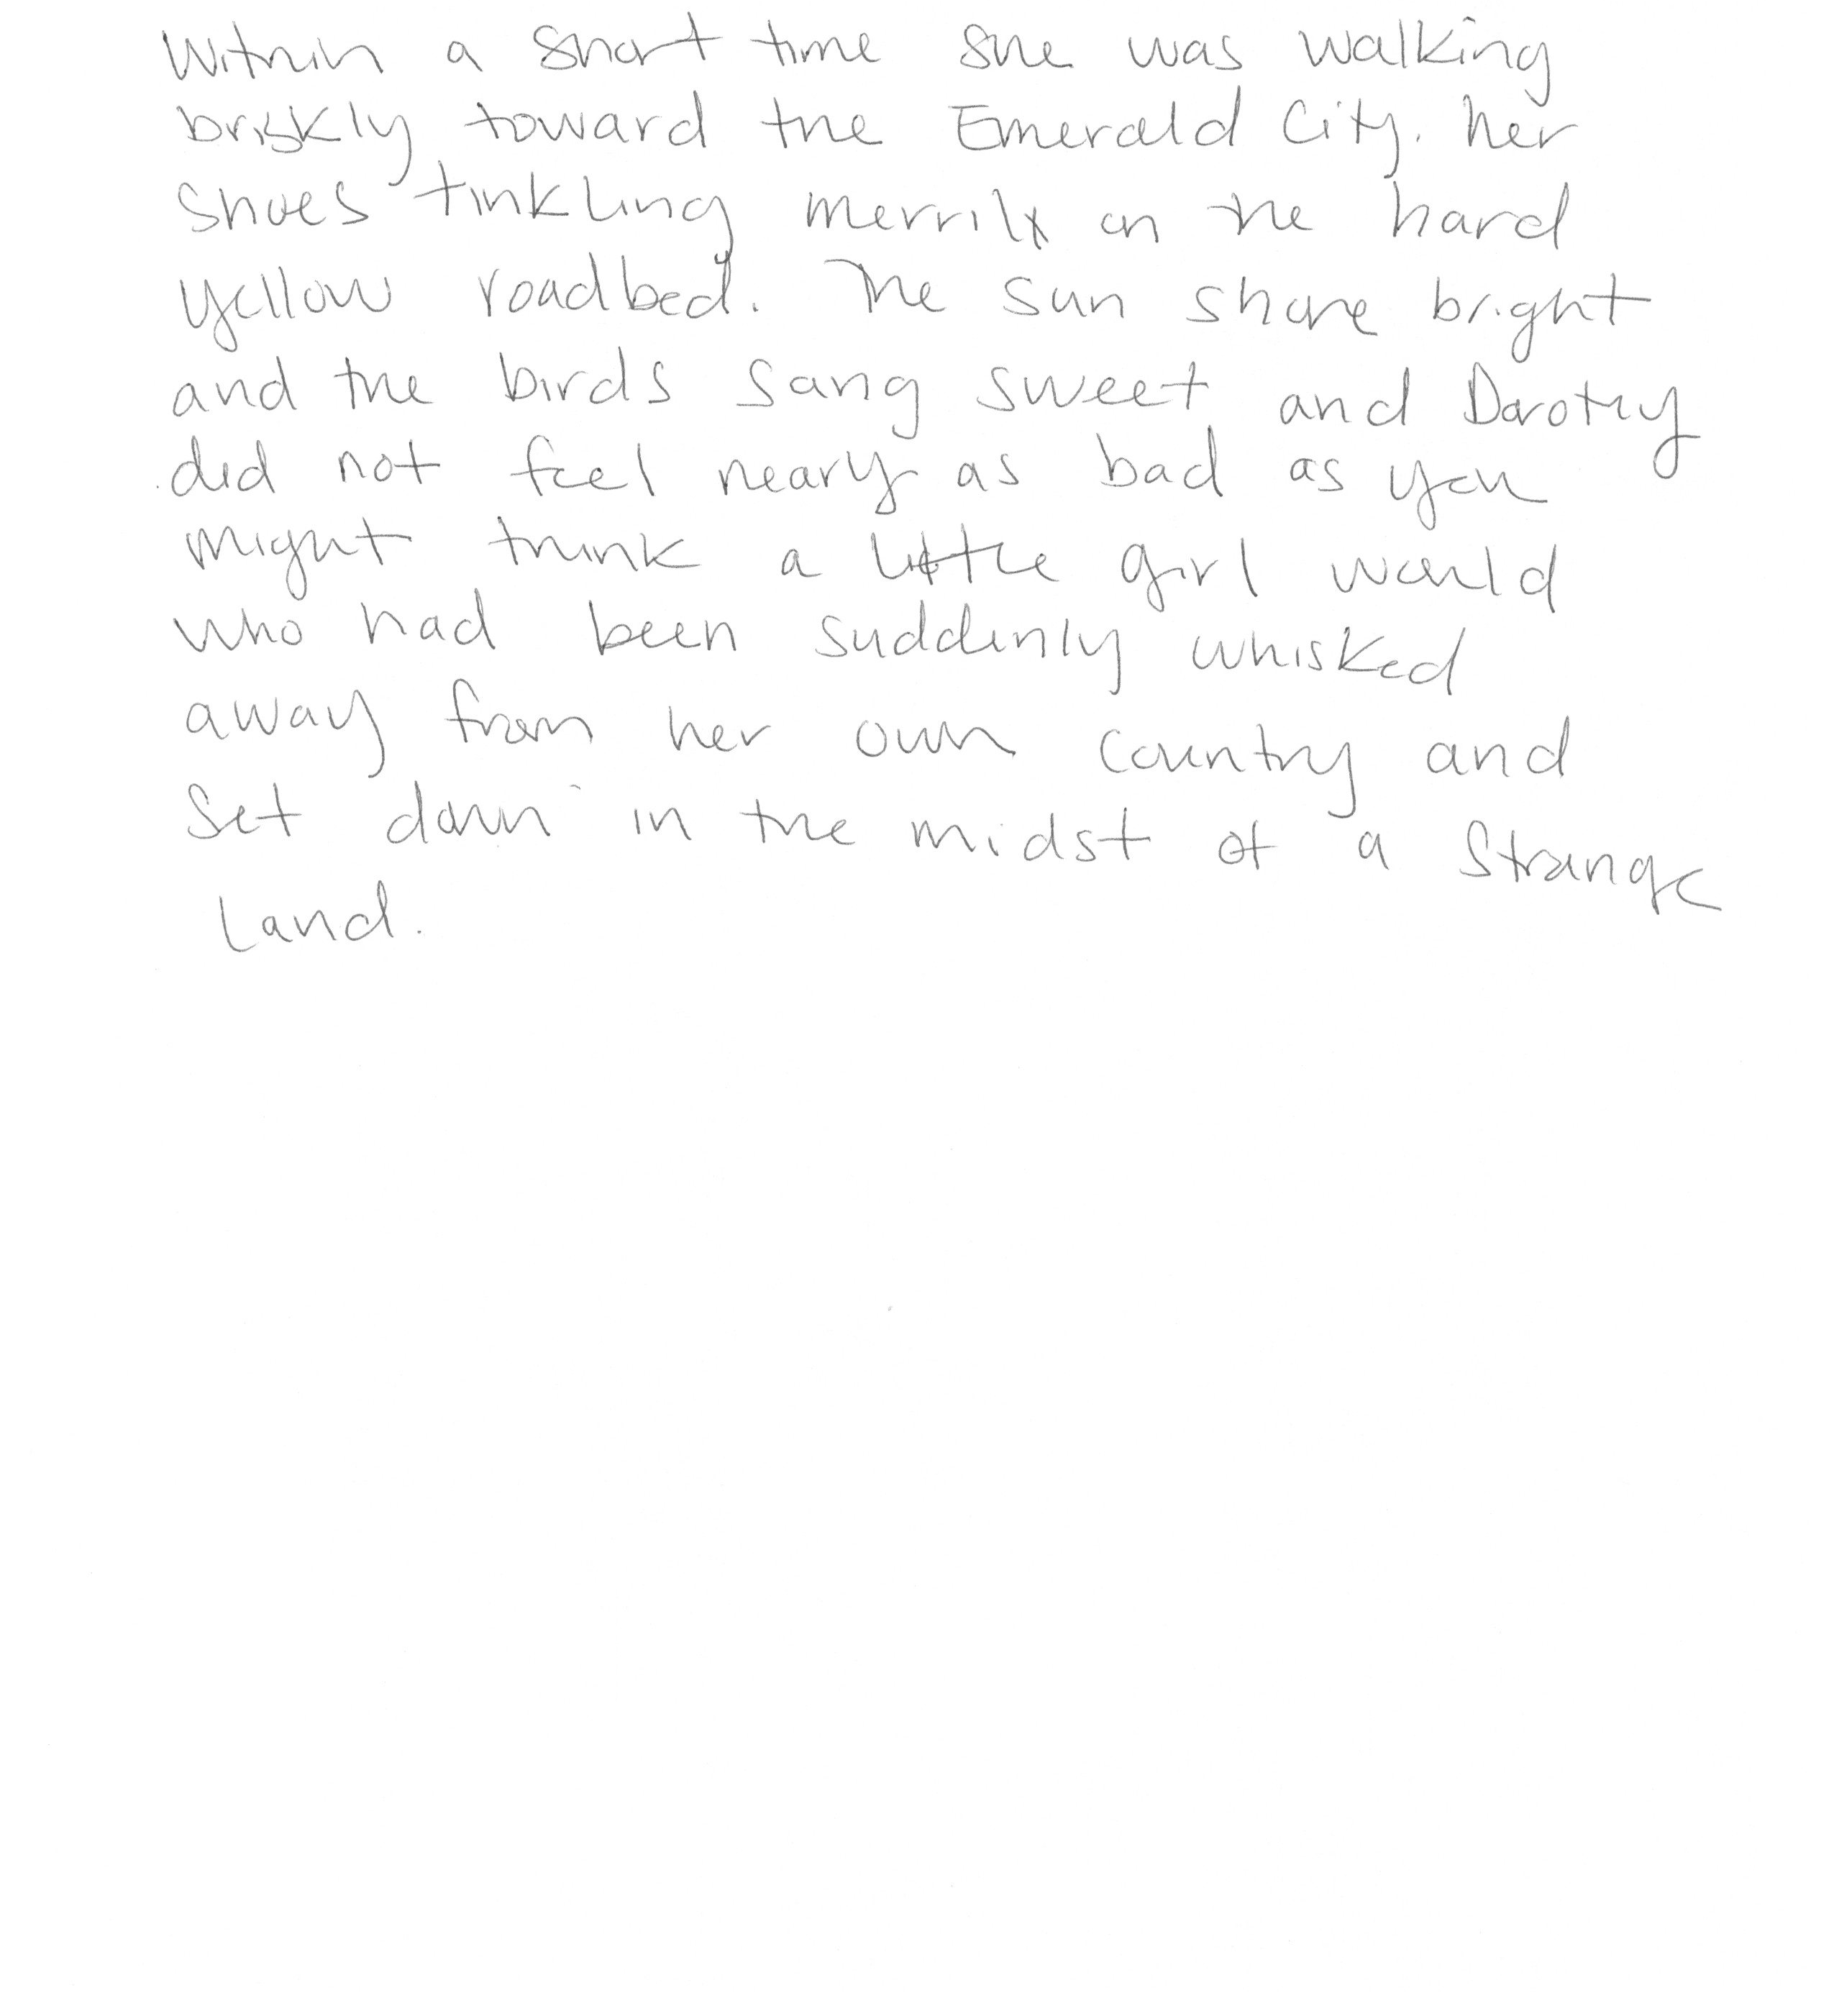 Within a short time she was walking
briskly toward the Emerald City. her
shoes tinkling merrily on the hard
yellow roadbed. The sun shone bright
and the birds sang sweet and Dorothy
did not feel neary as bad as you
might think a little girl would
who had been suddenly whisked
away from her own country and
set down in the midst of a strange
land.